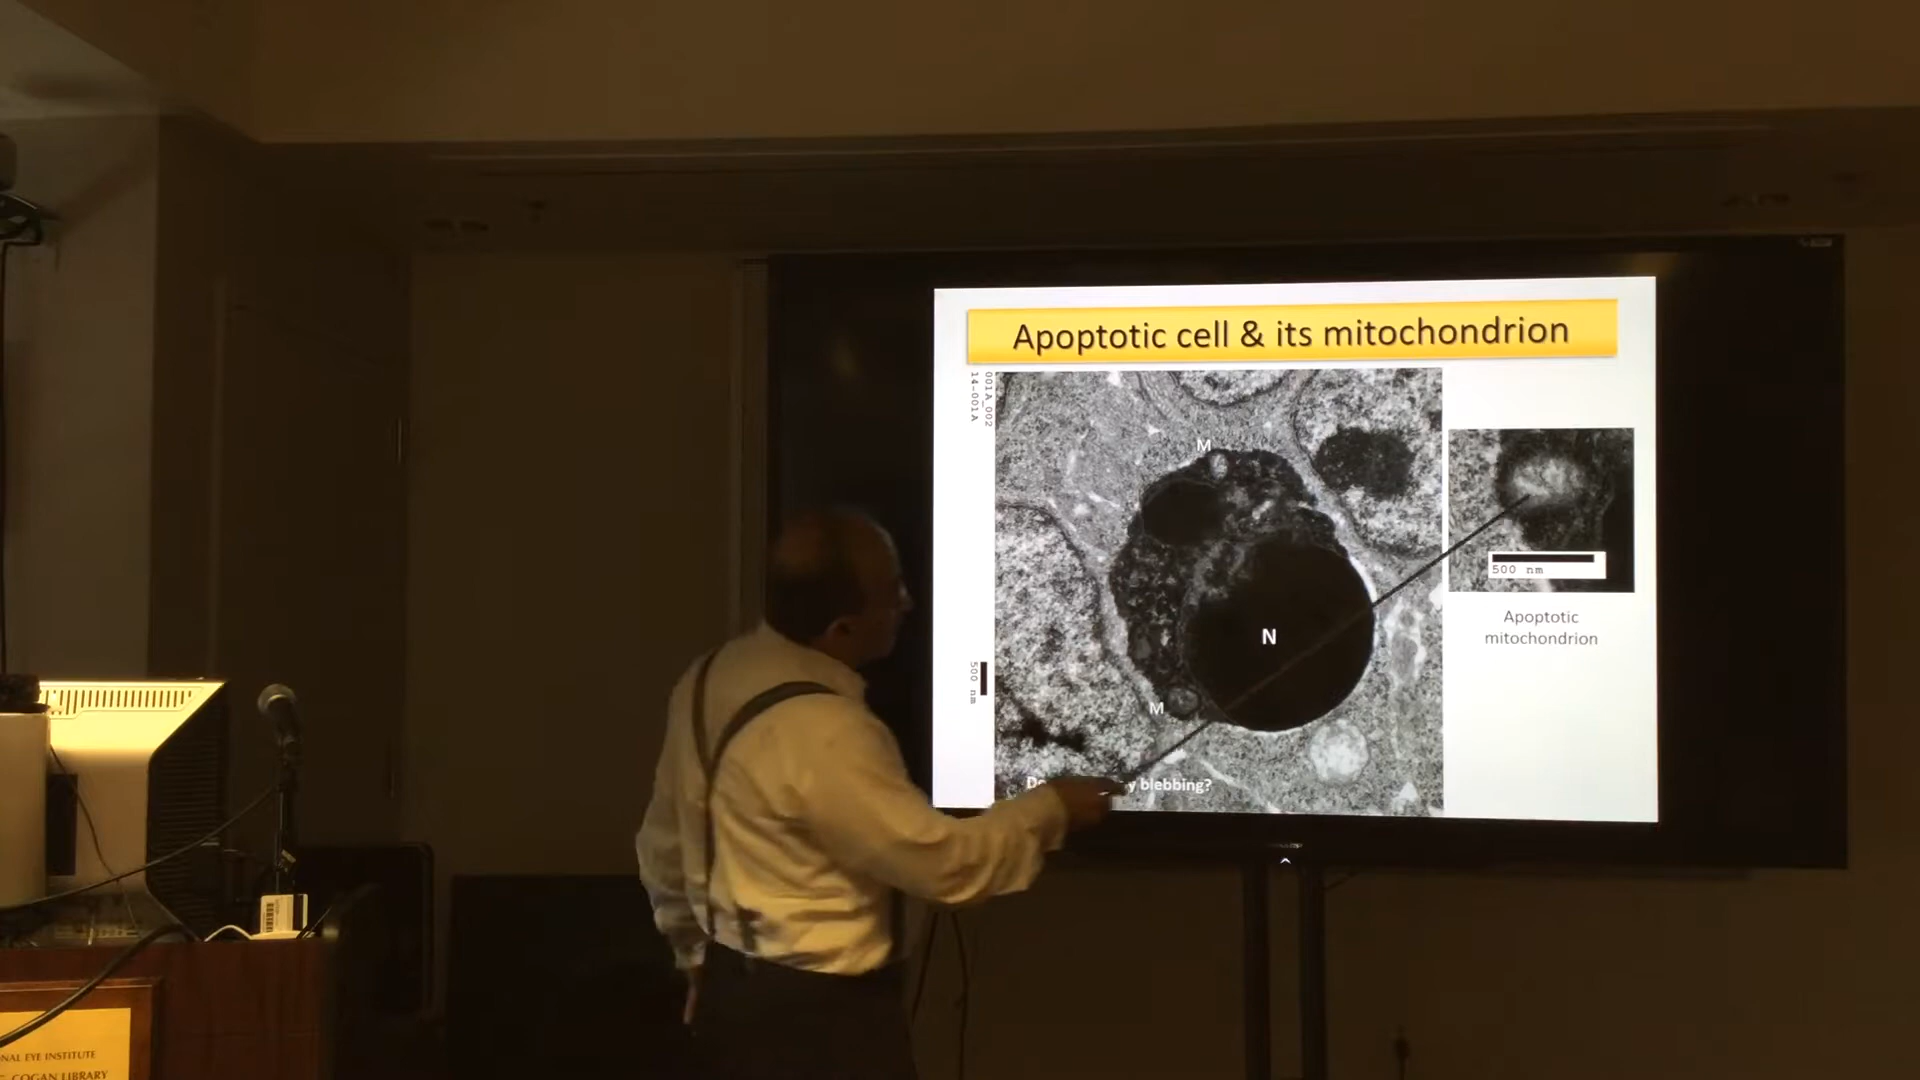 Apoptotic cell & its mitochondrion
001A_002
14-001A
M
N
M
500 nm
blebbing?
500 nm
Apoptotic
mitochondrion
NAL EYE INSTITUTE
COGAN LIBRARY